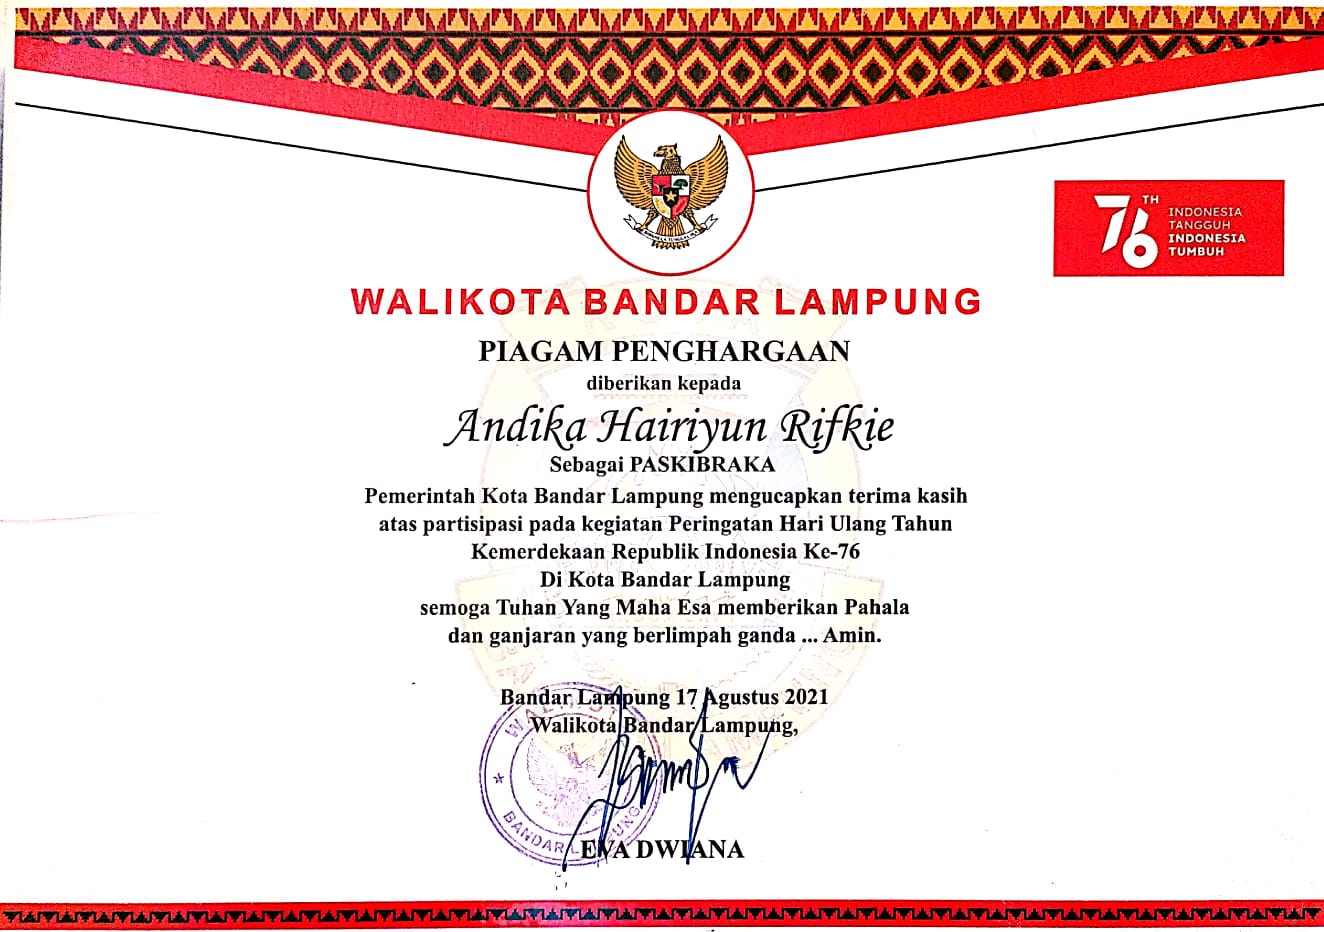 76 TH
INDONESIA
TANGGUH
INDONESIA
TUMBUH
WALIKOTA BANDAR LAMPUNG
PIAGAM PENGHARGAAN
diberikan kepada
Andika Hairiyun Rifkie
Sebagai PASKIBRAKA
Pemerintah Kota Bandar Lampung mengucapkan terima kasih
atas partisipasi pada kegiatan Peringatan Hari Ulang Tahun
Kemerdekaan Republik Indonesia Ke-76
Di Kota Bandar Lampung
semoga Tuhan Yang Maha Esa memberikan Pahala
dan ganjaran yang berlimpah ganda ... Amin.
Bandar Lampung 17 Agustus 2021
Walikota Bandar Lampung,
BANDAR LAMPUNG
EVA DWIANA